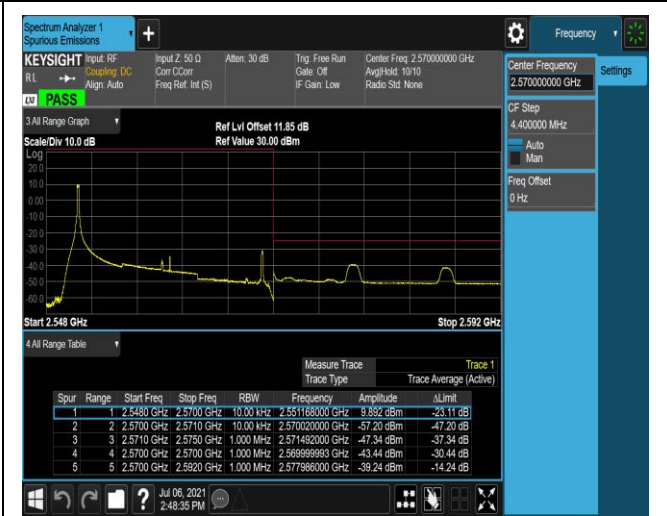 Spectrum Analyzer 1
Spurious Emissions
Frequency
KEYSIGHT Input: RF Input Z: 50 Ω Atten: 30 dB Trig: Free Run Center Freq: 2.570000000 GHz
RL Coupling: DC Corr CCorr Gate: Off Avg|Hold: 10/10
Align: Auto Freq Ref: Int (S) IF Gain: Low Radio Std: None
LXI PASS
Center Frequency
2.570000000 GHz
Settings
CF Step
4.400000 MHz
Auto
Man
Freq Offset
0 Hz
3 All Range Graph
Ref Lvl Offset 11.85 dB
Scale/Div 10.0 dB Ref Value 30.00 dBm
Log
20.0
10.0
0.00
-10.0
-20.0
-30.0
-40.0
-50.0
-60.0
Start 2.548 GHz Stop 2.592 GHz
4 All Range Table
Measure Trace Trace 1
Trace Type Trace Average (Active)
Spur Range Start Freq Stop Freq RBW Frequency Amplitude ΔLimit
1 1 2.5480 GHz 2.5700 GHz 10.00 kHz 2.551168000 GHz 9.892 dBm -23.11 dB
2 2 2.5700 GHz 2.5710 GHz 10.00 kHz 2.570020000 GHz -57.20 dBm -47.20 dB
3 3 2.5710 GHz 2.5750 GHz 1.000 MHz 2.571492000 GHz -47.34 dBm -37.34 dB
4 4 2.5700 GHz 2.5700 GHz 1.000 MHz 2.569999993 GHz -43.44 dBm -30.44 dB
5 5 2.5700 GHz 2.5920 GHz 1.000 MHz 2.577986000 GHz -39.24 dBm -14.24 dB
Jul 06, 2021
2:48:35 PM